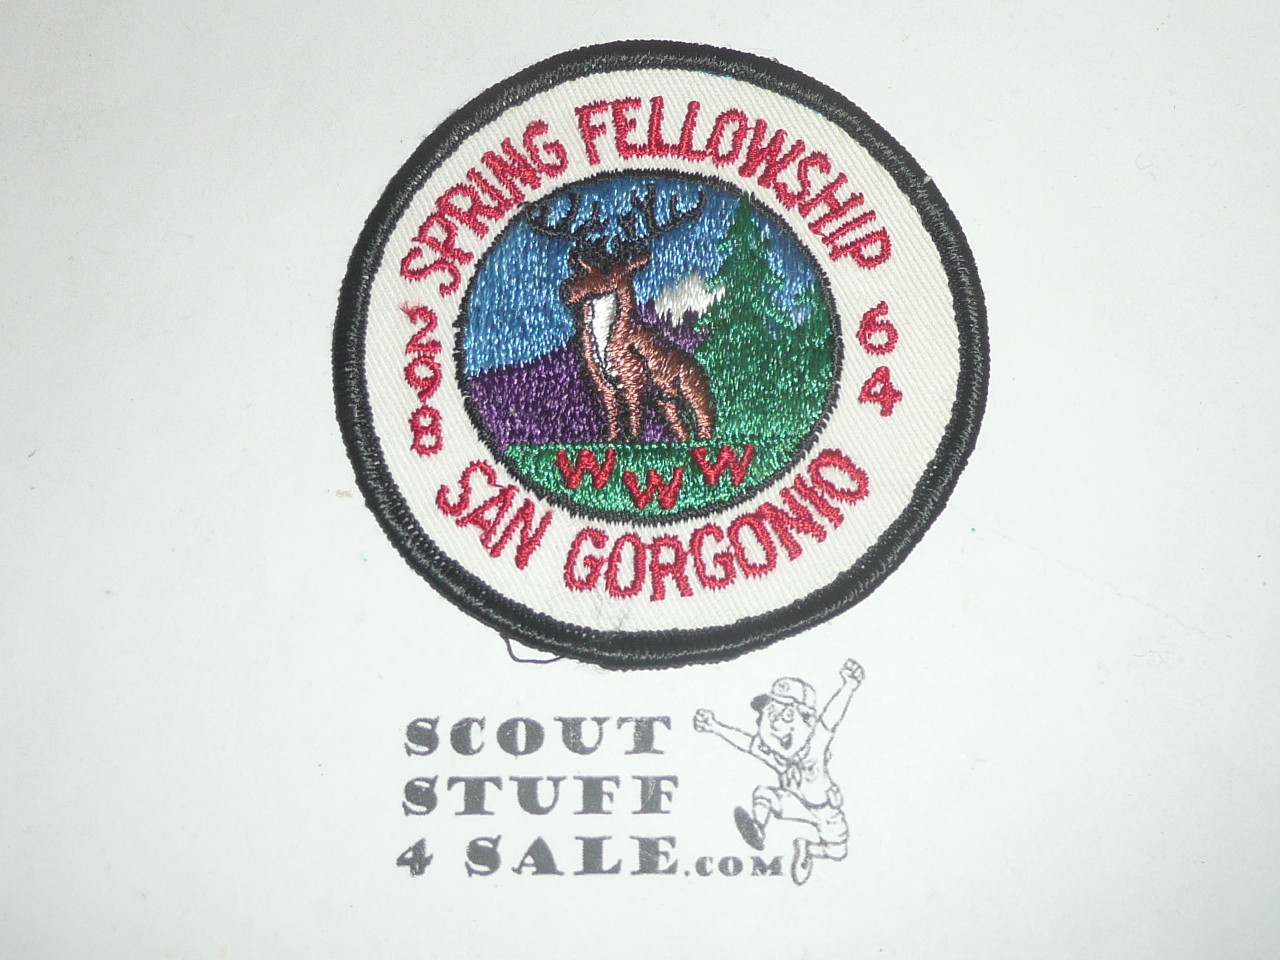 SPRING FELLOWSHIP
298
64
WWW
SAN GORGONIO
SCOUT
STUFF
4 SALE.COM